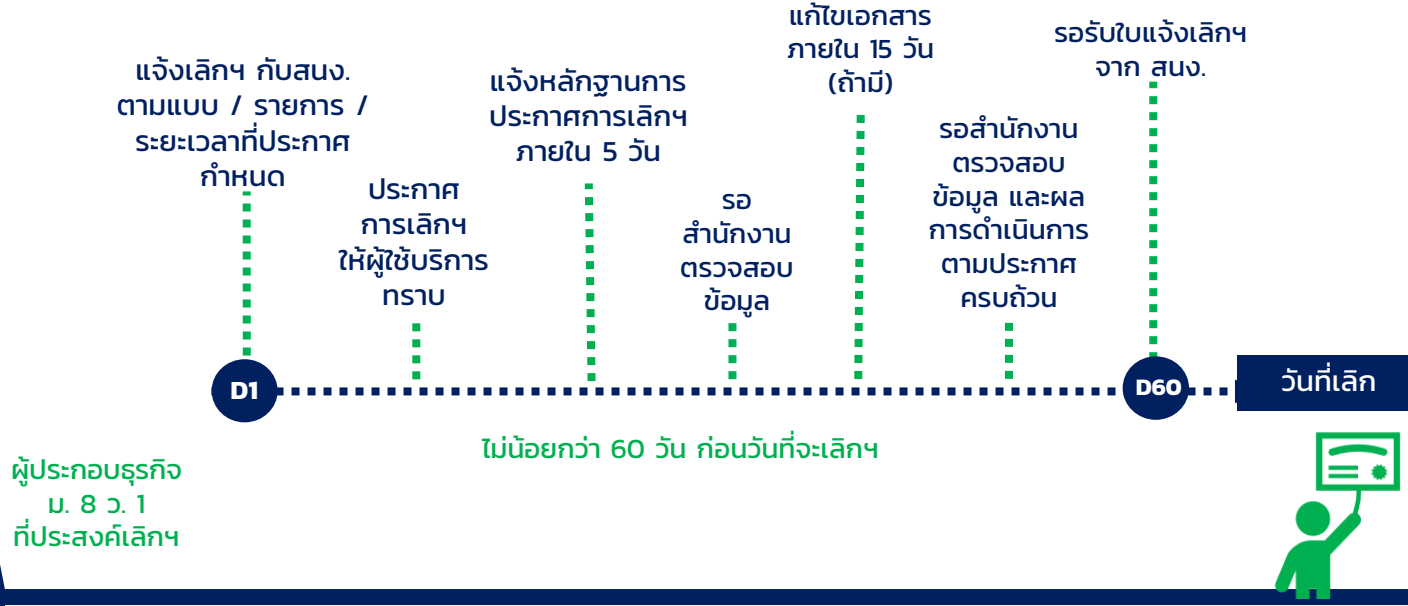 แจ้งเลิกฯ กับสนง.
ตามแบบ / รายการ /
ระยะเวลาที่ประกาศ
กำหนด
ประกาศ
การเลิกฯ
ให้ผู้ใช้บริการ
ทราบ
แจ้งหลักฐานการ
ประกาศการเลิกฯ
ภายใน 5 วัน
รอ
สำนักงาน
ตรวจสอบ
ข้อมูล
แก้ไขเอกสาร
ภายใน 15 วัน
(ถ้ามี)
รอสำนักงาน
ตรวจสอบ
ข้อมูล และผล
การดำเนินการ
ตามประกาศ
ครบถ้วน
รอรับใบแจ้งเลิกฯ
จาก สนง.
D1
D60
วันที่เลิก
ไม่น้อยกว่า 60 วัน ก่อนวันที่จะเลิกฯ
ผู้ประกอบธุรกิจ
ม. 8 ว. 1
ที่ประสงค์เลิกฯ